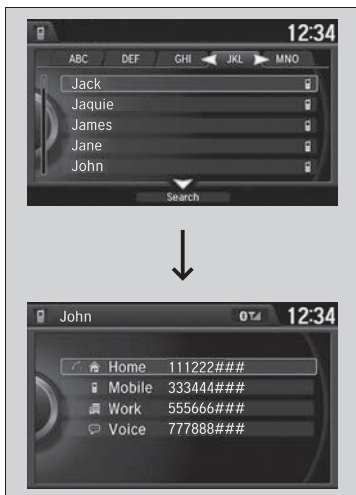 12:34
ABC DEF GHI JKL MNO
Jack
Jaquie
James
Jane
John
Search
John 12:34
Home 111222###
Mobile 333444###
Work 555666###
Voice 777888###